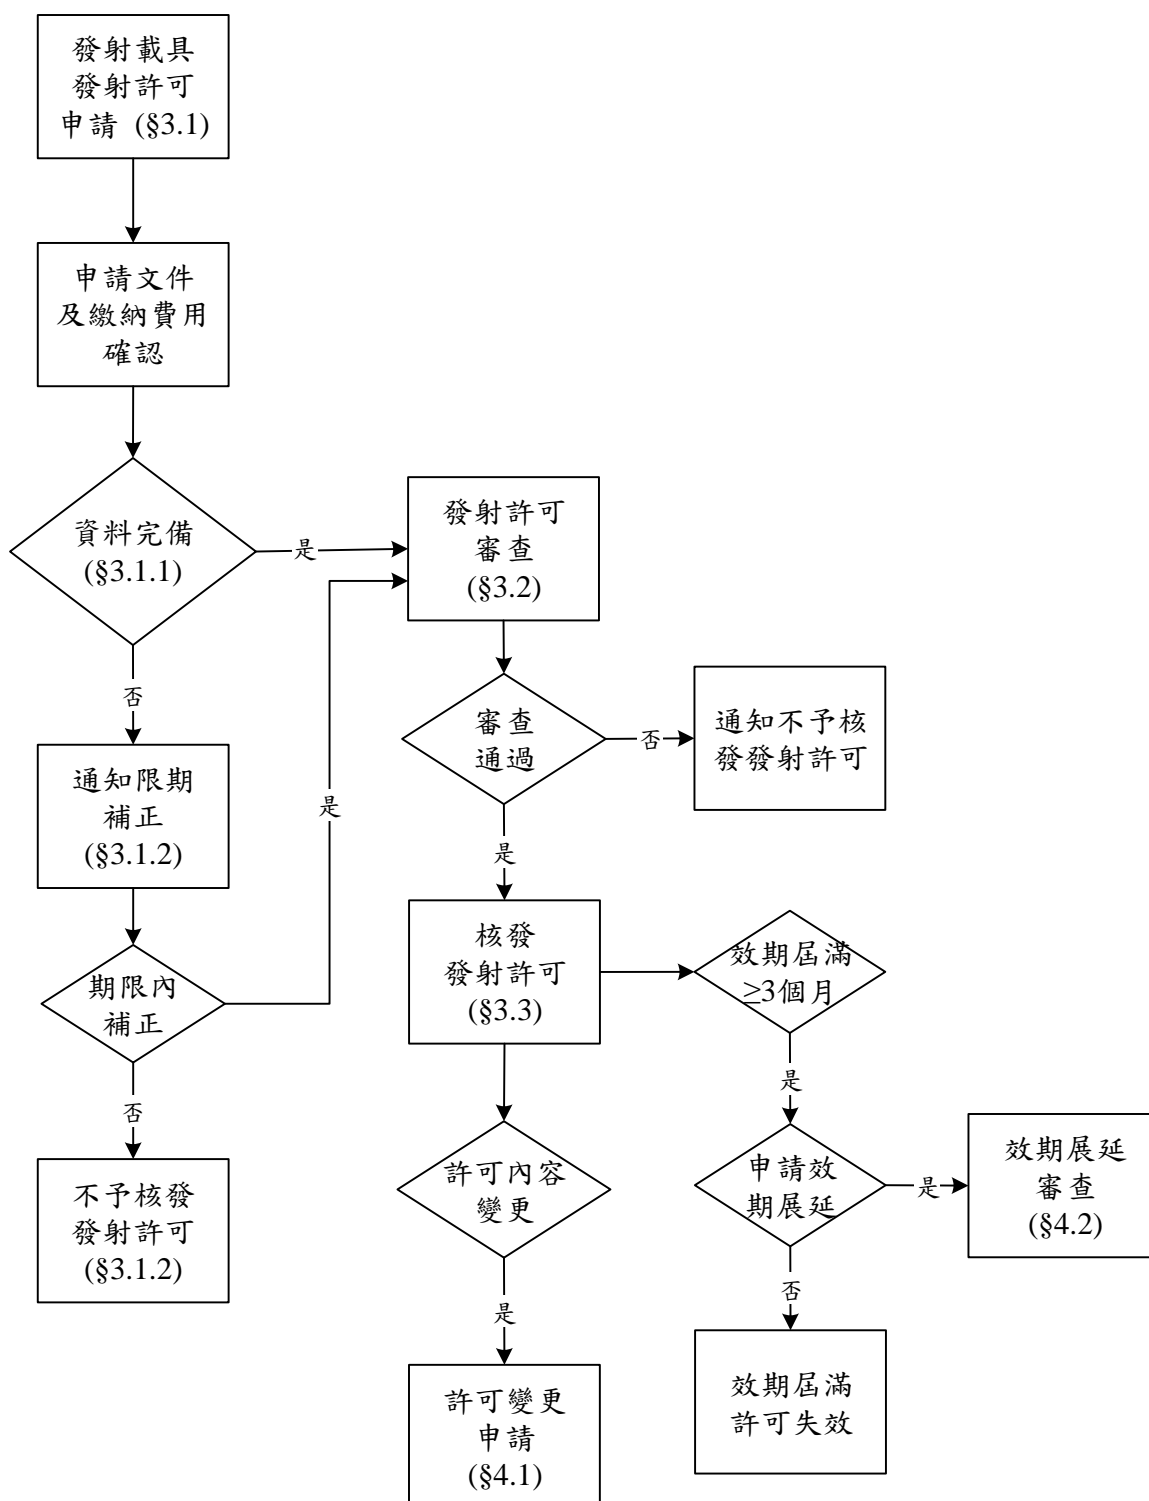 發射載具
發射許可
申請 (§3.1)
申請文件
及繳納費用
確認
資料完備
(§3.1.1)
是
發射許可
審查
(§3.2)
否
審查
通過
否
通知不予核
發發射許可
通知限期
補正
(§3.1.2)
是
是
期限內
補正
核發
發射許可
(§3.3)
效期屆滿
≥3個月
是
否
不予核發
發射許可
(§3.1.2)
許可內容
變更
申請效
期展延
是
效期展延
審查
(§4.2)
是
否
許可變更
申請
(§4.1)
效期屆滿
許可失效